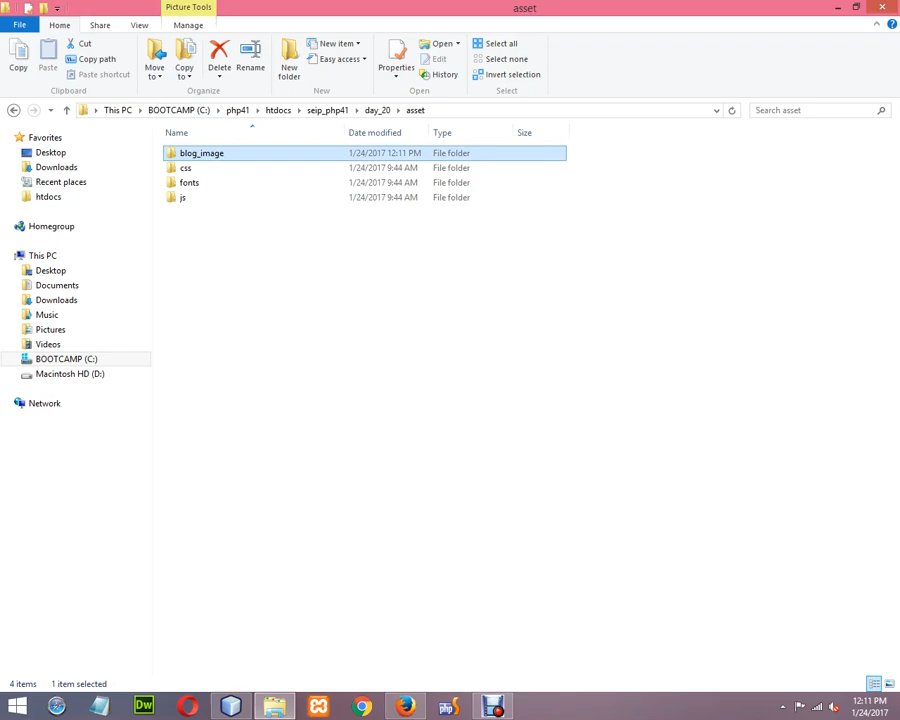 Picture Tools
asset
File Home Share View Manage
Copy
Paste
Cut
Copy path
Paste shortcut
Clipboard
Move to
Copy to
Delete
Rename
Organize
New folder
New item
Easy access
New
Properties
Open
Edit
History
Open
Select all
Select none
Invert selection
Select
This PC BOOTCAMP (C:) php41 htdocs seip_php41 day_20 asset
Search asset
Name Date modified Type Size
blog_image 1/24/2017 12:11 PM File folder
css 1/24/2017 9:44 AM File folder
fonts 1/24/2017 9:44 AM File folder
js 1/24/2017 9:44 AM File folder
Favorites
Desktop
Downloads
Recent places
htdocs
Homegroup
This PC
Desktop
Documents
Downloads
Music
Pictures
Videos
BOOTCAMP (C:)
Macintosh HD (D:)
Network
4 items 1 item selected
Dw
php
12:11 PM
1/24/2017